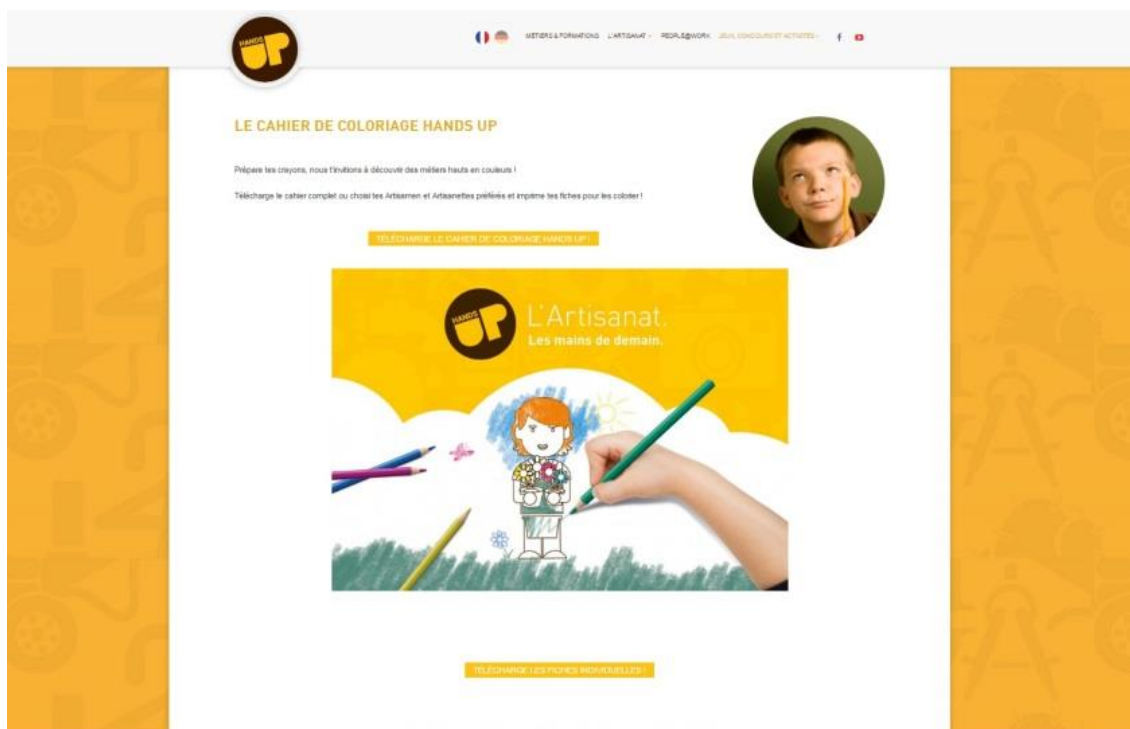 HANDS
UP
MÉTIERS & FORMATIONS L'ARTISANAT PEOPLE@WORK JEUX, CONCOURS ET ACTIVITÉS
LE CAHIER DE COLORIAGE HANDS UP
Prépare tes crayons, nous t'invitions à découvrir des métiers hauts en couleurs !
Télécharge le cahier complet ou choisi tes Artisamen et Artisanettes préférés et imprime tes fiches pour les colorier !
TÉLÉCHARGE LE CAHIER DE COLORIAGE HANDS UP !
HANDS
UP
L'Artisanat.
Les mains de demain.
TÉLÉCHARGE LES FICHES INDIVIDUELLES !